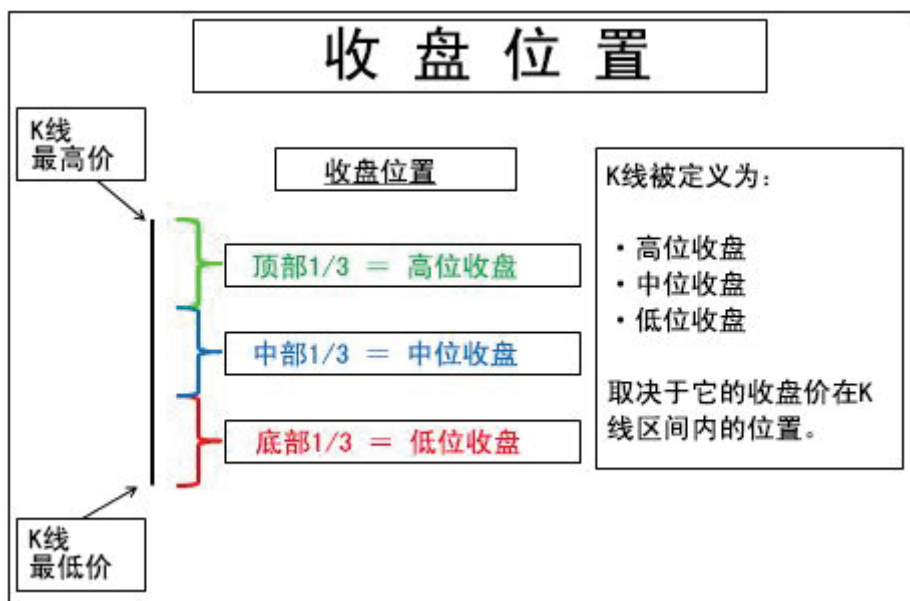 收盘位置
K线
最高价
收盘位置
顶部1/3 = 高位收盘
中部1/3 = 中位收盘
底部1/3 = 低位收盘
K线
最低价
K线被定义为:
·高位收盘
·中位收盘
·低位收盘
取决于它的收盘价在K
线区间内的位置。